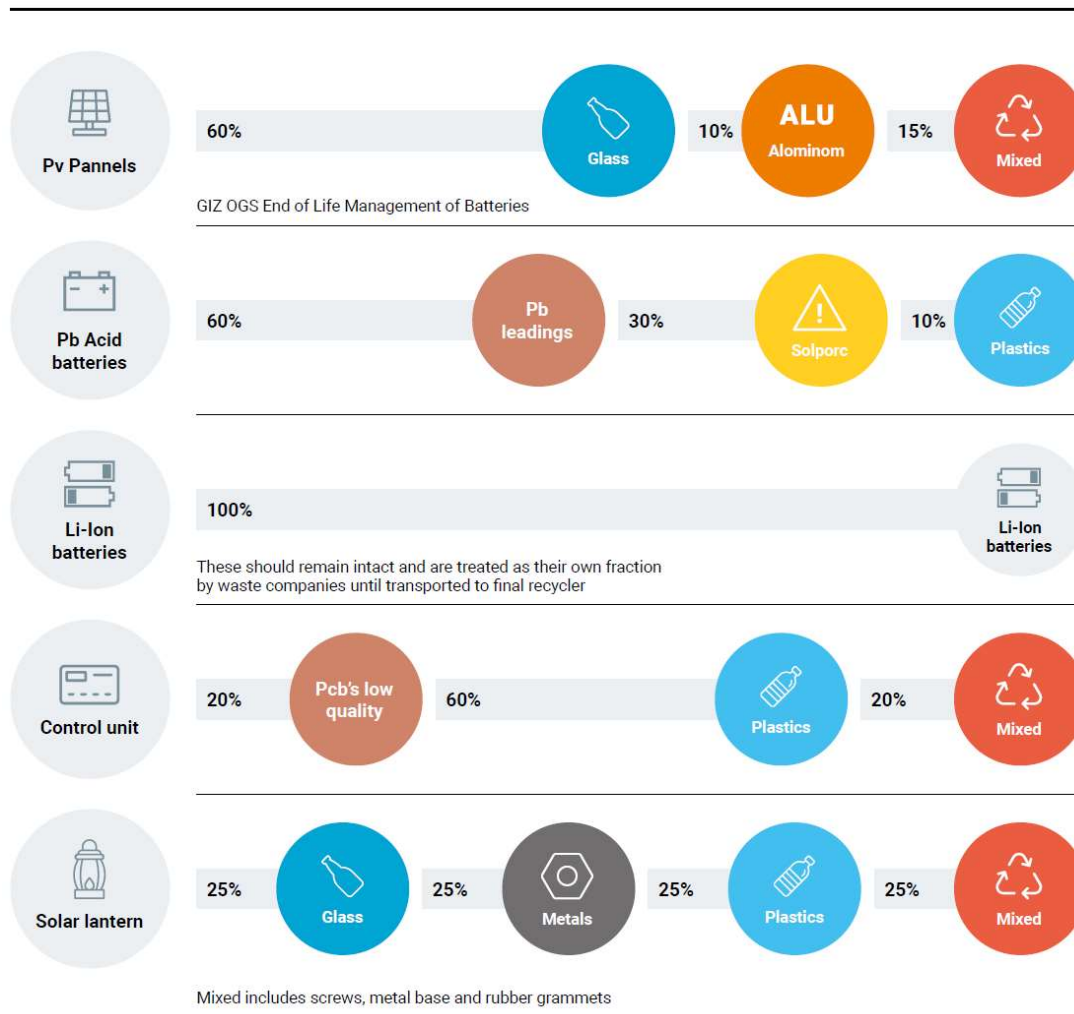 Pv Pannels
60%
Glass
10%
ALU
Alominom
15%
Mixed
GIZ OGS End of Life Management of Batteries
Pb Acid
batteries
60%
Pb
leadings
30%
Solporc
10%
Plastics
Li-Ion
batteries
100%
Li-Ion
batteries
These should remain intact and are treated as their own fraction
by waste companies until transported to final recycler
Control unit
20%
Pcb's low
quality
60%
Plastics
20%
Mixed
Solar lantern
25%
Glass
25%
Metals
25%
Plastics
25%
Mixed
Mixed includes screws, metal base and rubber grammets